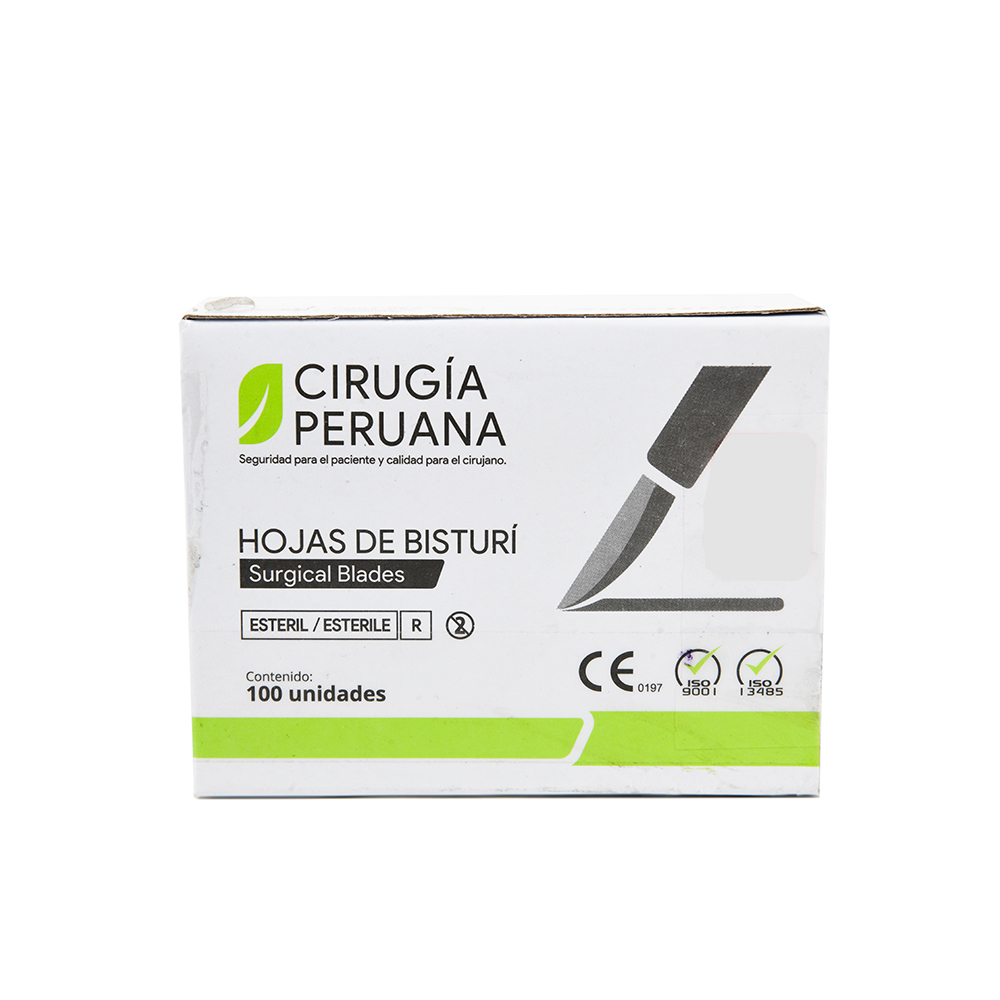 CIRUGÍA
PERUANA
Seguridad para el paciente y calidad para el cirujano.
HOJAS DE BISTURÍ
Surgical Blades
ESTERIL / ESTERILE R
2
Contenido:
100 unidades
CE 0197
ISO
9001
ISO
13485